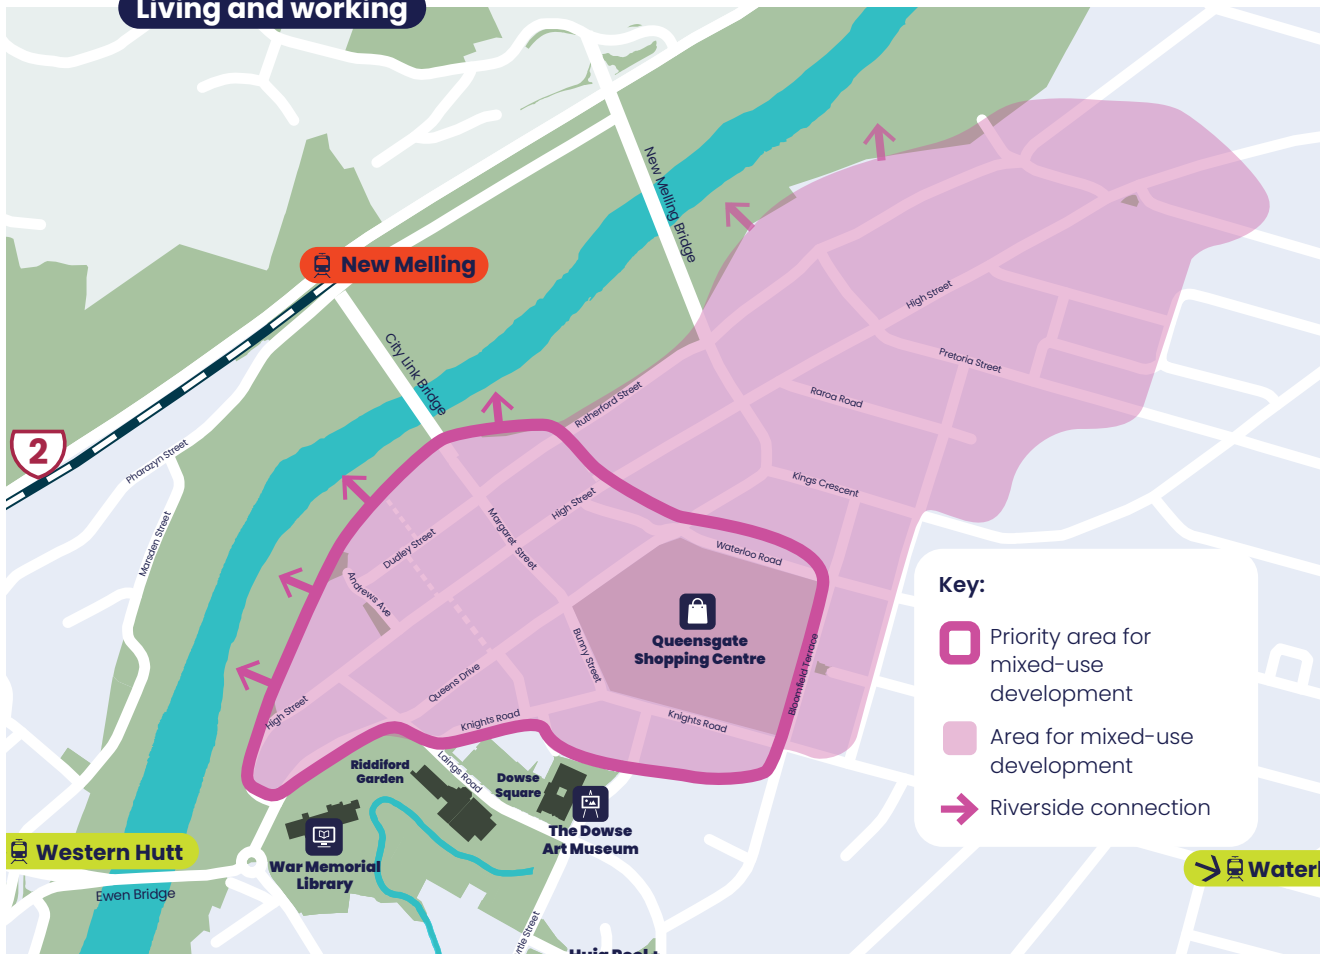 Living and working
New Melling Bridge
New Melling
City Link Bridge
High Street
Pretoria Street
Rutherford Street
Raroa Road
2
Pharazyn Street
Kings Crescent
High Street
Marsden Street
Margaret Street
Dudley Street
Waterloo Road
Andrews Ave
Queensgate
Shopping Centre
Bunny Street
Bloomfield Terrace
Queens Drive
High Street
Knights Road
Knights Road
Key:
Priority area for
mixed-use
development
Area for mixed-use
development
Riverside connection
Laings Road
Riddiford
Garden
Dowse
Square
The Dowse
Art Museum
War Memorial
Library
Western Hutt
Ewen Bridge